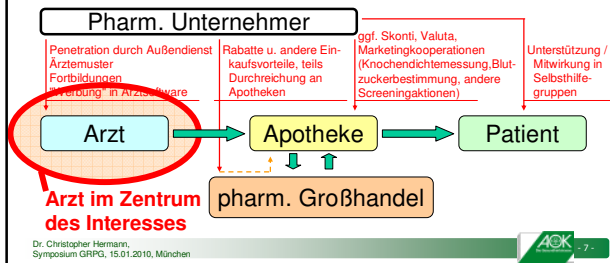 Pharm. Unternehmer
Penetration durch Außendienst
Ärztemuster
Fortbildungen
"Werbung" in Arztsoftware
Rabatte u. andere Ein-
kaufsvorteile, teils
Durchreichung an
Apotheken
ggf. Skonti, Valuta,
Marketingkooperationen
(Knochendichtemessung,Blut-
zuckerbestimmung, andere
Screeningaktionen)
Unterstützung /
Mitwirkung in
Selbsthilfe-
gruppen
Arzt
Apotheke
Patient
Arzt im Zentrum
des Interesses
pharm. Großhandel
Dr. Christopher Hermann,
Symposium GRPG, 15.01.2010, München
AOK
- 7 -